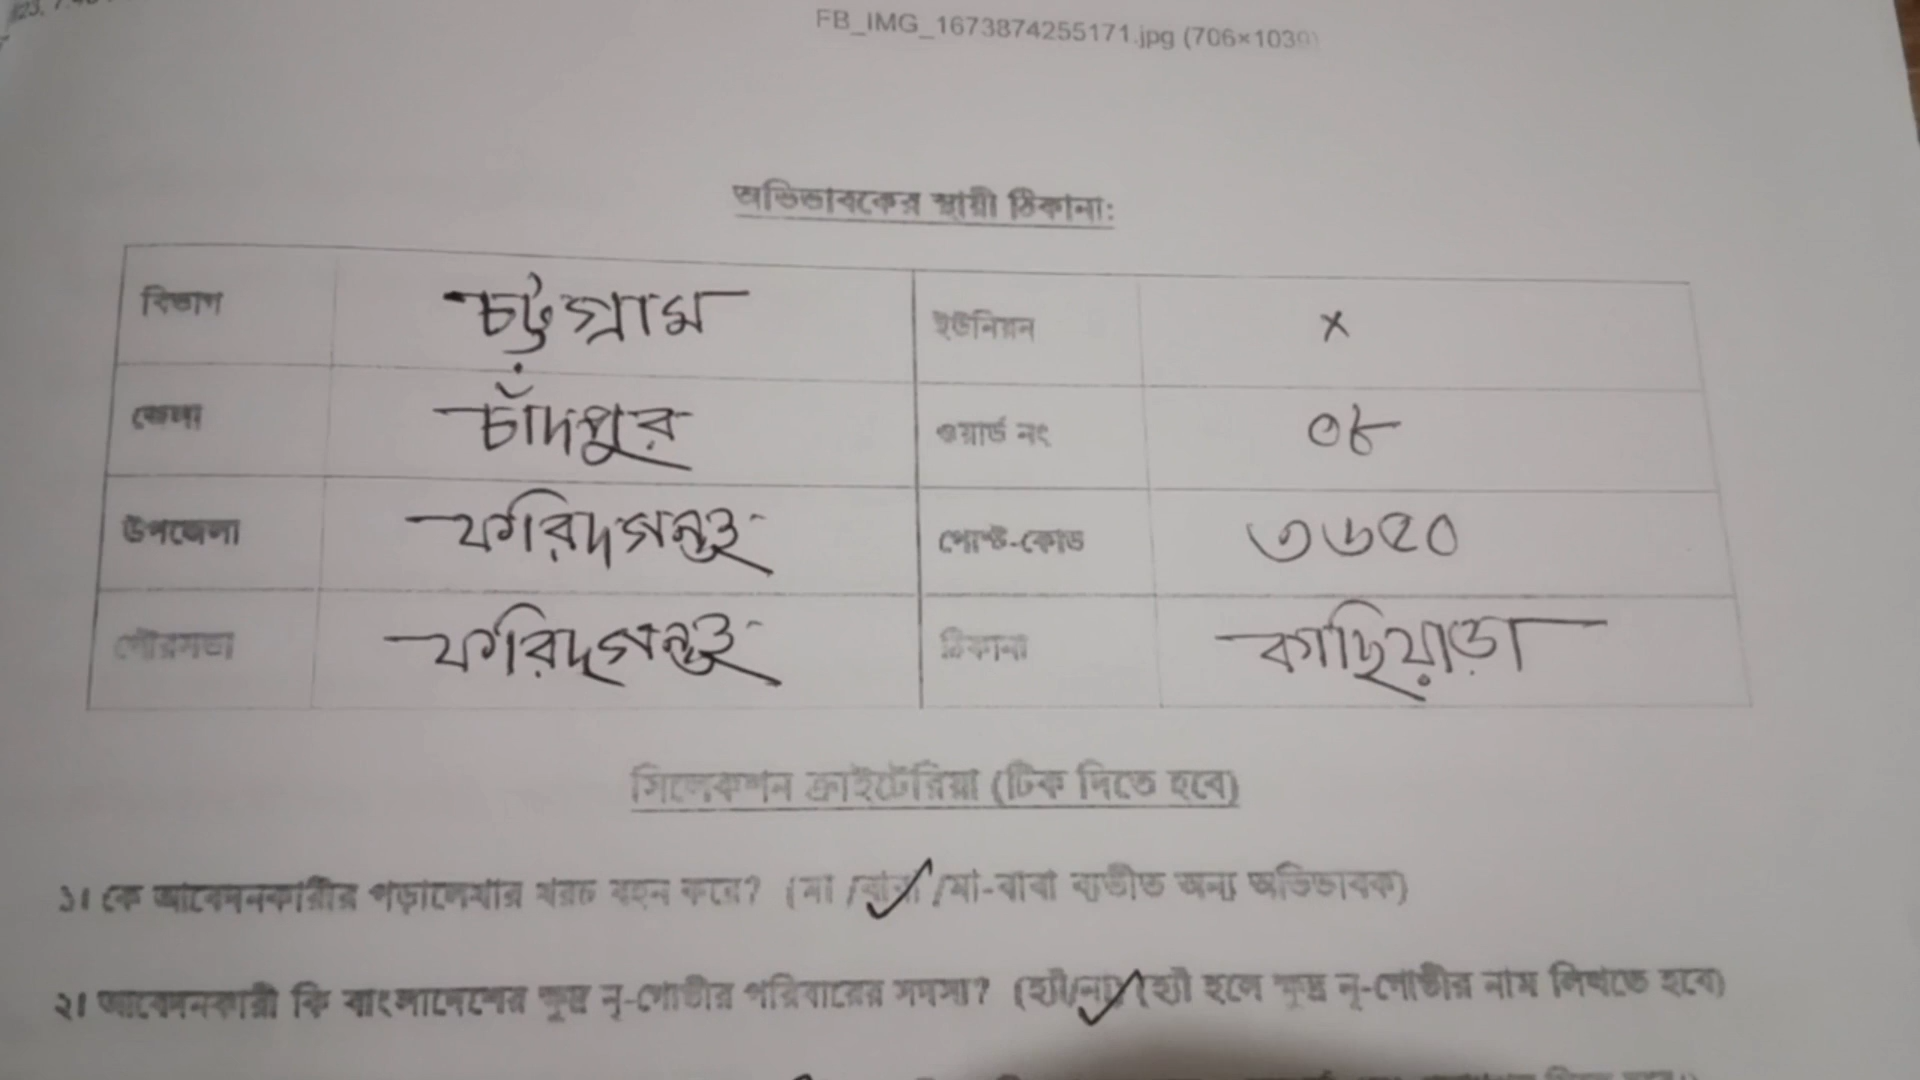 FB_IMG_1673874255171.jpg (706×1039)
অভিভাবকের স্থায়ী ঠিকানা:
বিভাগ চট্টগ্রাম ইউনিয়ন x
জেলা চাঁদপুর ওয়ার্ড নং ০৮
উপজেলা ফরিদগঞ্জ পোস্ট-কোড ৩৬৫০
পৌরসভা ফরিদগঞ্জ ঠিকানা কাছিয়াড়া
সিলেকশন ক্রাইটেরিয়া (টিক দিতে হবে)
১। কে আবেদনকারীর পড়ালেখার খরচ বহন করে? (মা /বাবা /মা-বাবা ব্যতীত অন্য অভিভাবক)
২। আবেদনকারী কি বাংলাদেশের ক্ষুদ্র নৃ-গোষ্ঠীর পরিবারের সদস্য? (হ্যাঁ/না) (হ্যাঁ হলে ক্ষুদ্র নৃ-গোষ্ঠীর নাম লিখতে হবে)